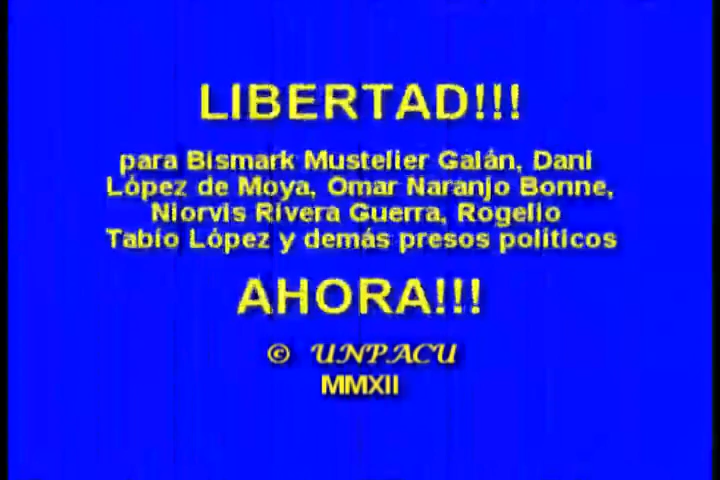 LIBERTAD!!!
para Bismark Mustelier Galán, Dani
López de Moya, Omar Naranjo Bonne,
Niorvis Rivera Guerra, Rogelio
Tabío López y demás presos políticos
AHORA!!!
© UNPACU
MMXII